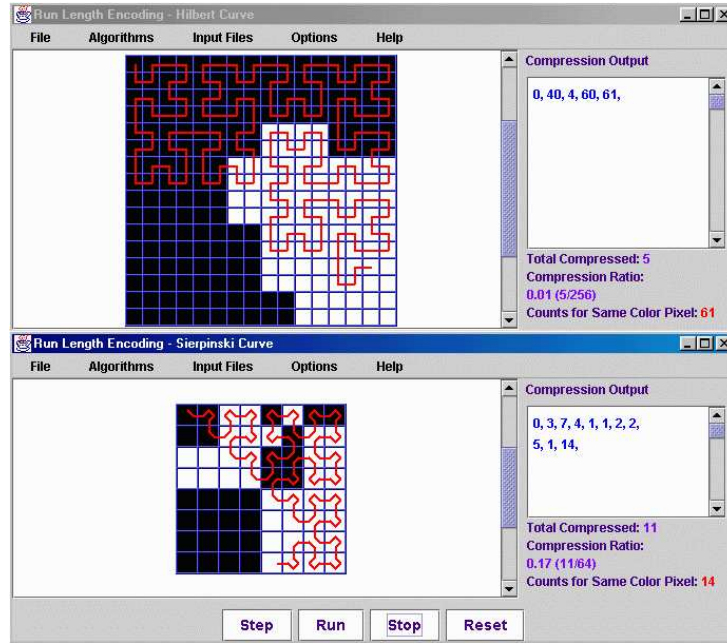 Run Length Encoding - Hilbert Curve
File Algorithms Input Files Options Help
Compression Output
0, 40, 4, 60, 61,
Total Compressed: 5
Compression Ratio:
0.01 (5/256)
Counts for Same Color Pixel: 61
Run Length Encoding - Sierpinski Curve
File Algorithms Input Files Options Help
Compression Output
0, 3, 7, 4, 1, 1, 2, 2,
5, 1, 14,
Total Compressed: 11
Compression Ratio:
0.17 (11/64)
Counts for Same Color Pixel: 14
Step Run Stop Reset